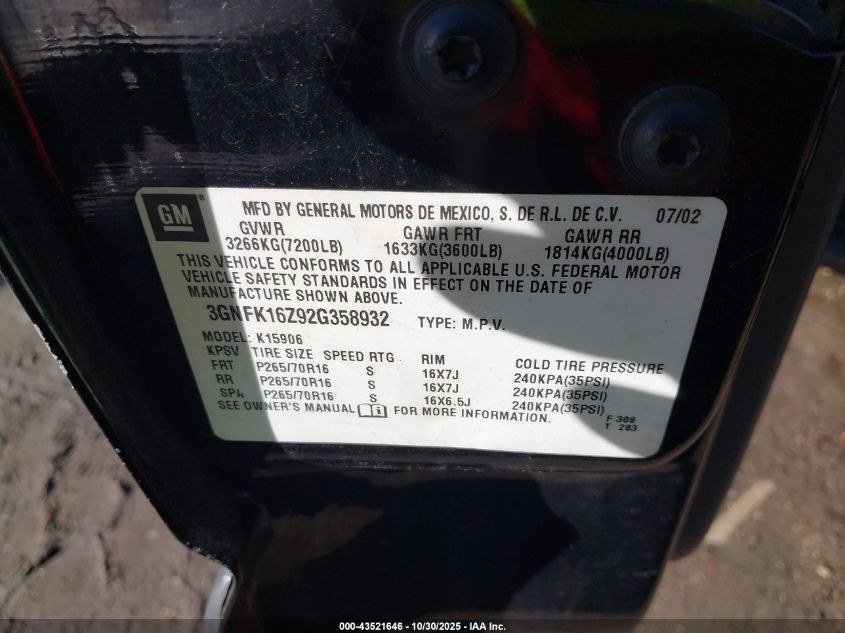 GM ®
MFD BY GENERAL MOTORS DE MEXICO, S. DE R.L. DE C.V. 07/02
GVWR GAWR FRT GAWR RR
3266KG(7200LB) 1633KG(3600LB) 1814KG(4000LB)
THIS VEHICLE CONFORMS TO ALL APPLICABLE U.S. FEDERAL MOTOR
VEHICLE SAFETY STANDARDS IN EFFECT ON THE DATE OF
MANUFACTURE SHOWN ABOVE.
3GNFK16Z92G358932 TYPE: M.P.V.
MODEL: K15906
KPSV TIRE SIZE SPEED RTG RIM COLD TIRE PRESSURE
FRT P265/70R16 S 16X7J 240KPA(35PSI)
RR P265/70R16 S 16X7J 240KPA(35PSI)
SPA P265/70R16 S 16X6.5J 240KPA(35PSI)
SEE OWNER'S MANUAL FOR MORE INFORMATION. F 308
T 283
000-43521646 | 10/30/2025 | IAA Inc.